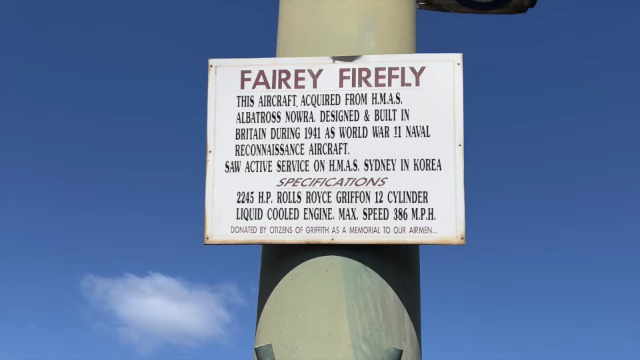 FAIREY FIREFLY
THIS AIRCRAFT, ACQUIRED FROM H.M.A.S.
ALBATROSS NOWRA. DESIGNED & BUILT IN
BRITAIN DURING 1941 AS WORLD WAR 11 NAVAL
RECONNAISSANCE AIRCRAFT.
SAW ACTIVE SERVICE ON H.M.A.S. SYDNEY IN KOREA
SPECIFICATIONS
2245 H.P. ROLLS ROYCE GRIFFON 12 CYLINDER
LIQUID COOLED ENGINE. MAX. SPEED 386 M.P.H.
DONATED BY CITIZENS OF GRIFFITH AS A MEMORIAL TO OUR AIRMEN...